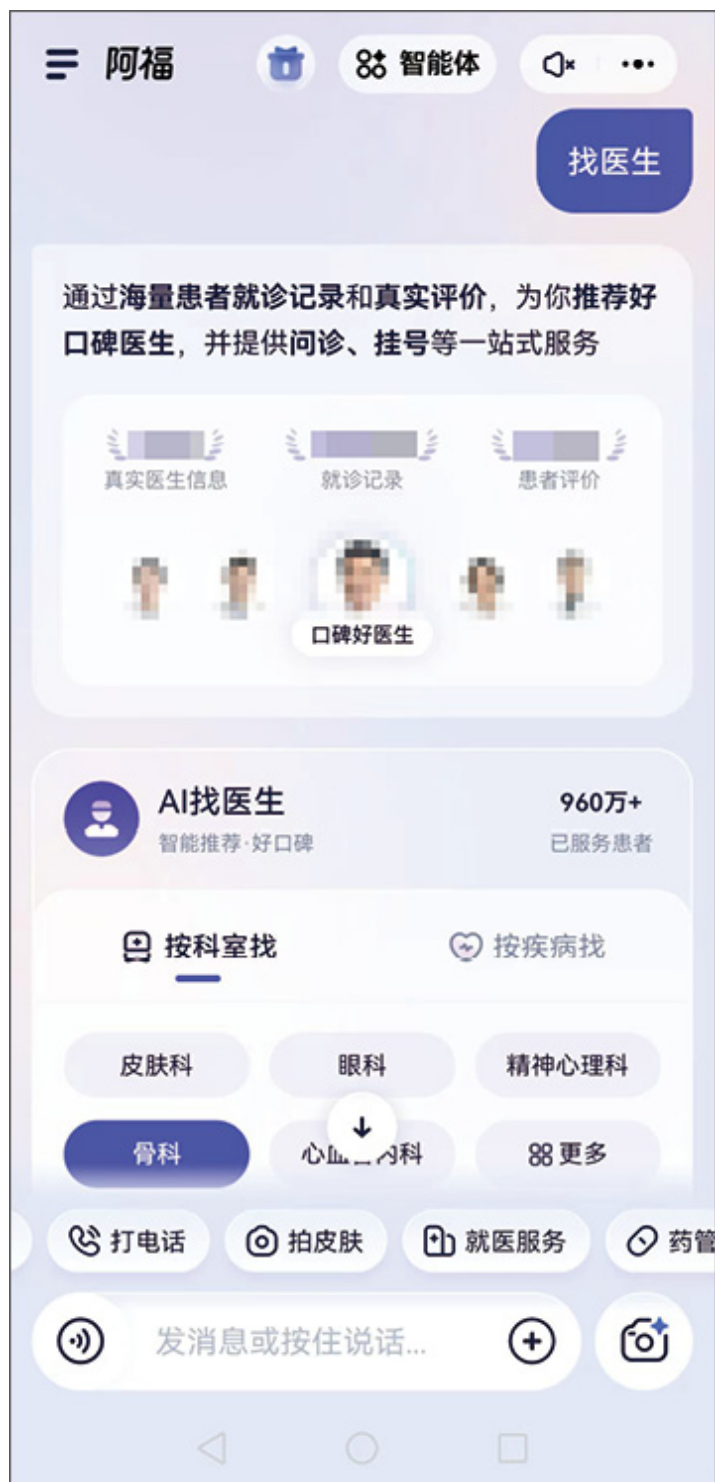 阿福
智能体
找医生
通过海量患者就诊记录和真实评价，为你推荐好
口碑医生，并提供问诊、挂号等一站式服务
真实医生信息 就诊记录 患者评价
口碑好医生
AI找医生 960万+
智能推荐·好口碑 已服务患者
按科室找 按疾病找
皮肤科 眼科 精神心理科
骨科 心血管内科 更多
打电话 拍皮肤 就医服务 药管
发消息或按住说话...